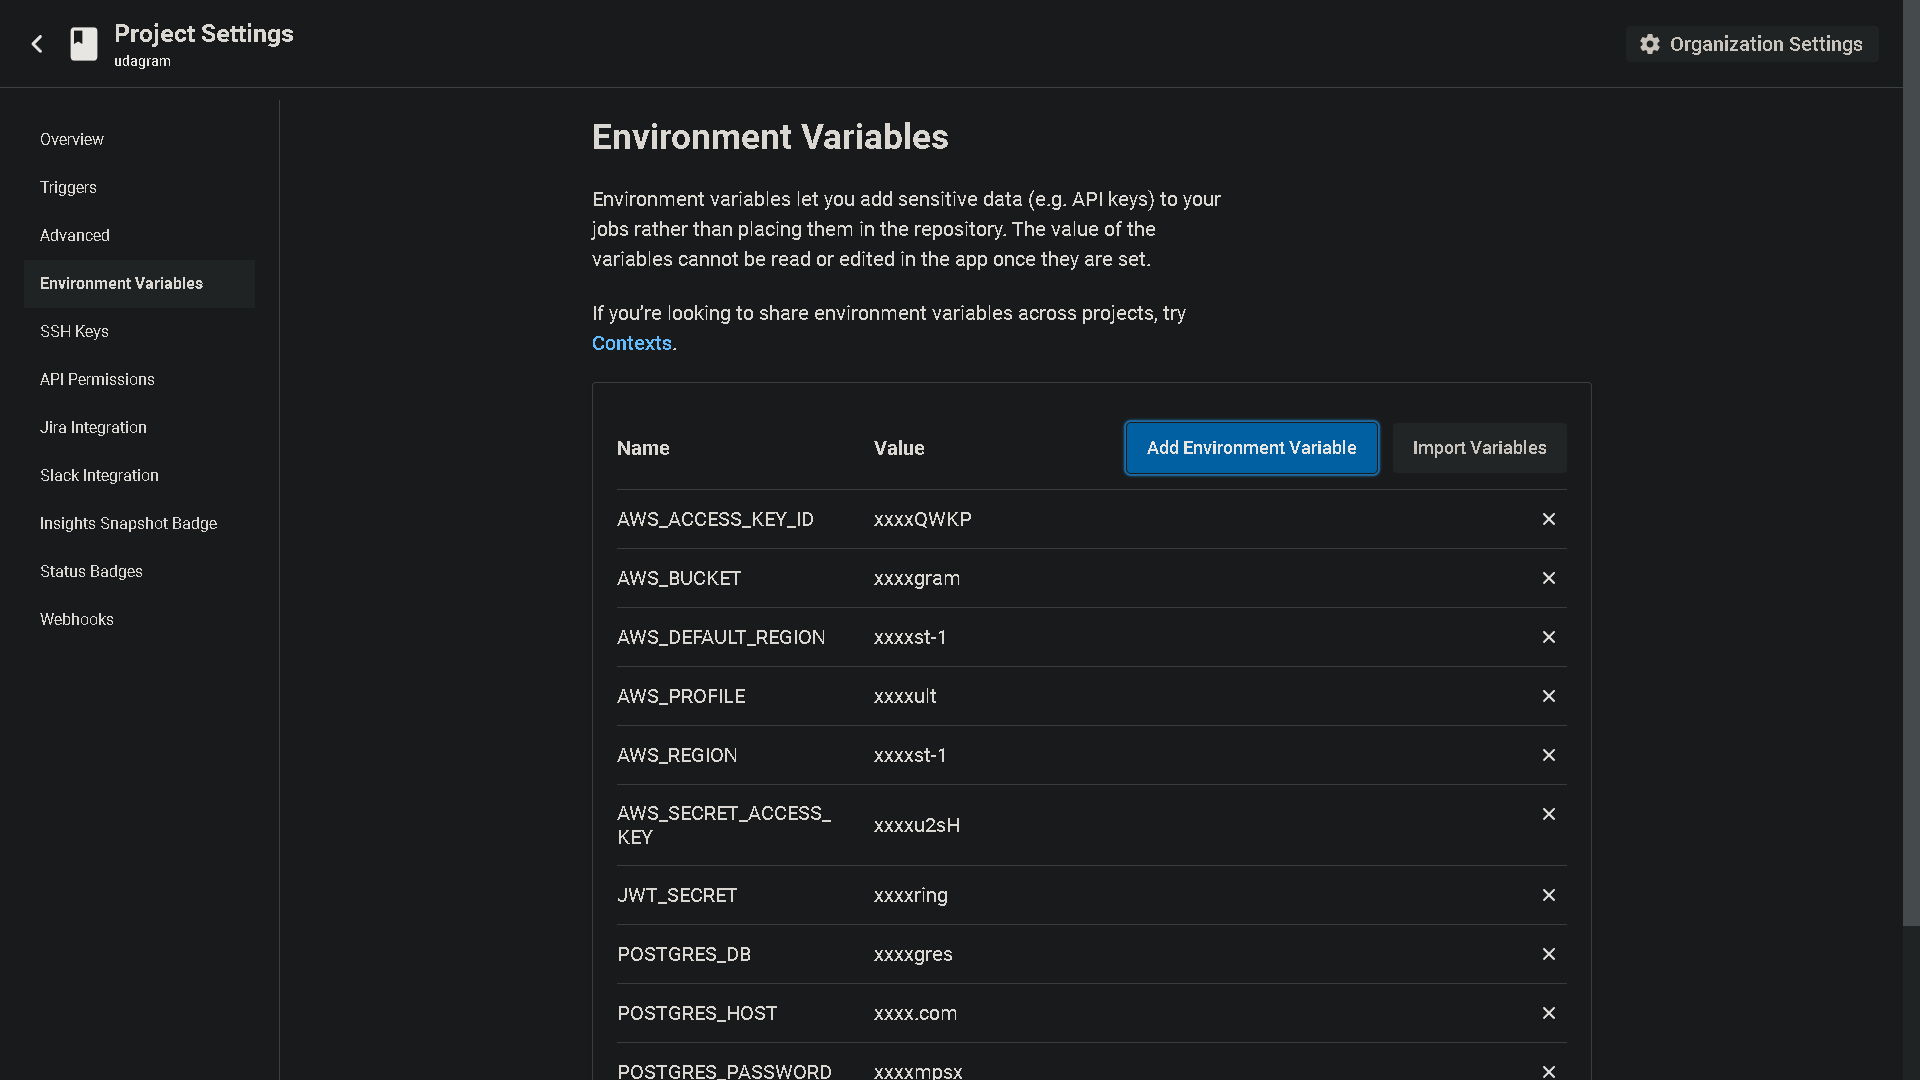 Project Settings
udagram
Organization Settings
Overview
Triggers
Advanced
Environment Variables
SSH Keys
API Permissions
Jira Integration
Slack Integration
Insights Snapshot Badge
Status Badges
Webhooks
Environment Variables
Environment variables let you add sensitive data (e.g. API keys) to your
jobs rather than placing them in the repository. The value of the
variables cannot be read or edited in the app once they are set.
If you’re looking to share environment variables across projects, try
Contexts.
Name Value Add Environment Variable Import Variables
AWS_ACCESS_KEY_ID xxxxQWKP
AWS_BUCKET xxxxgram
AWS_DEFAULT_REGION xxxxst-1
AWS_PROFILE xxxxult
AWS_REGION xxxxst-1
AWS_SECRET_ACCESS_
KEY xxxxu2sH
JWT_SECRET xxxxring
POSTGRES_DB xxxxgres
POSTGRES_HOST xxxx.com
POSTGRES_PASSWORD xxxxmpsx